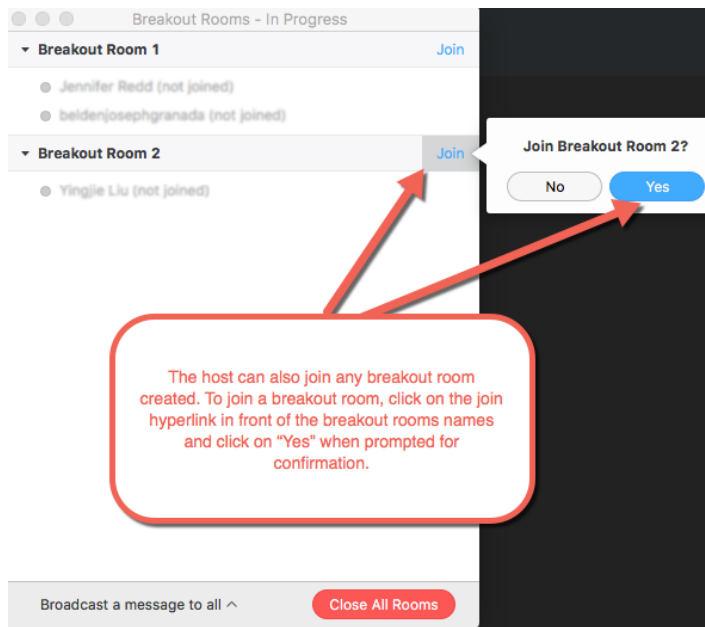 Breakout Rooms - In Progress
Breakout Room 1 Join
Jennifer Redd (not joined)
beldenjosephgranada (not joined)
Breakout Room 2 Join
Yingjie Liu (not joined)
Join Breakout Room 2?
No Yes
The host can also join any breakout room
created. To join a breakout room, click on the join
hyperlink in front of the breakout rooms names
and click on “Yes” when prompted for
confirmation.
Broadcast a message to all Close All Rooms